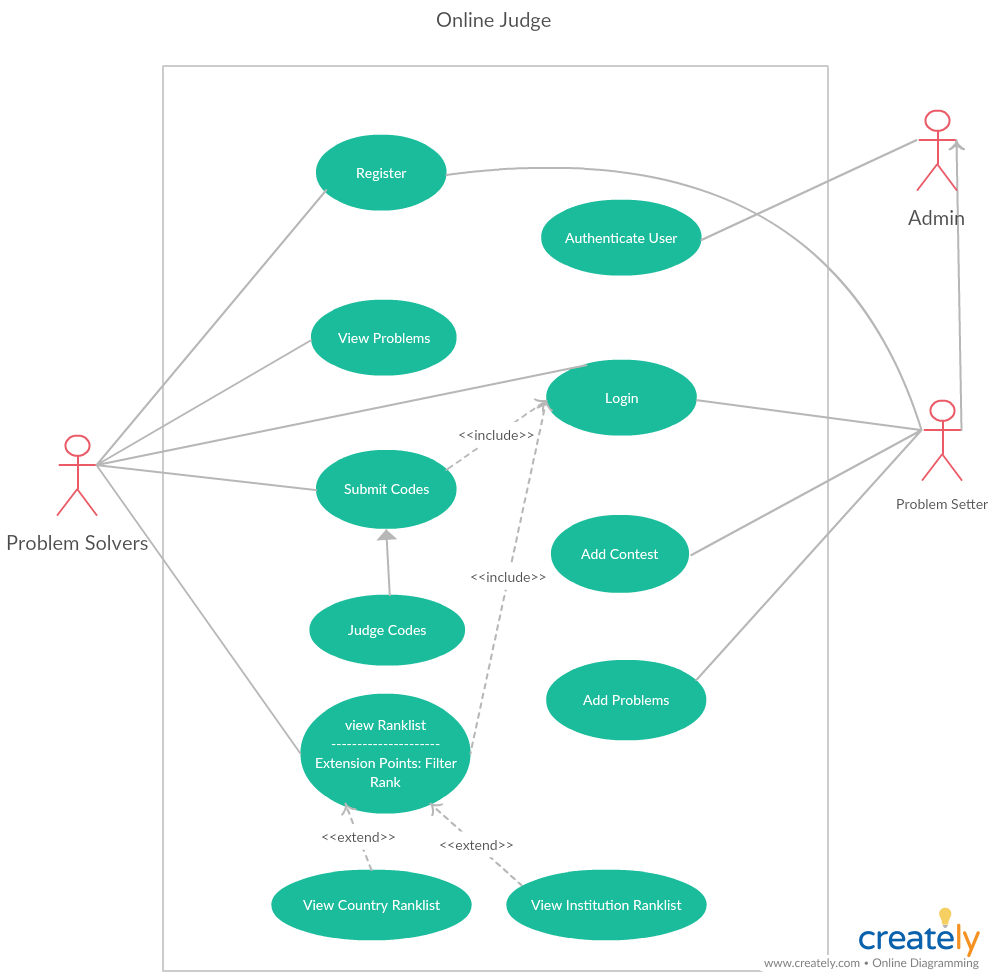 Online Judge
Register
Authenticate User
Admin
View Problems
Login
<<include>>
Submit Codes
Problem Setter
Problem Solvers
Add Contest
<<include>>
Judge Codes
Add Problems
view Ranklist
---------------------
Extension Points: Filter
Rank
<<extend>>
<<extend>>
View Country Ranklist
View Institution Ranklist
creately
www.creately.com • Online Diagramming